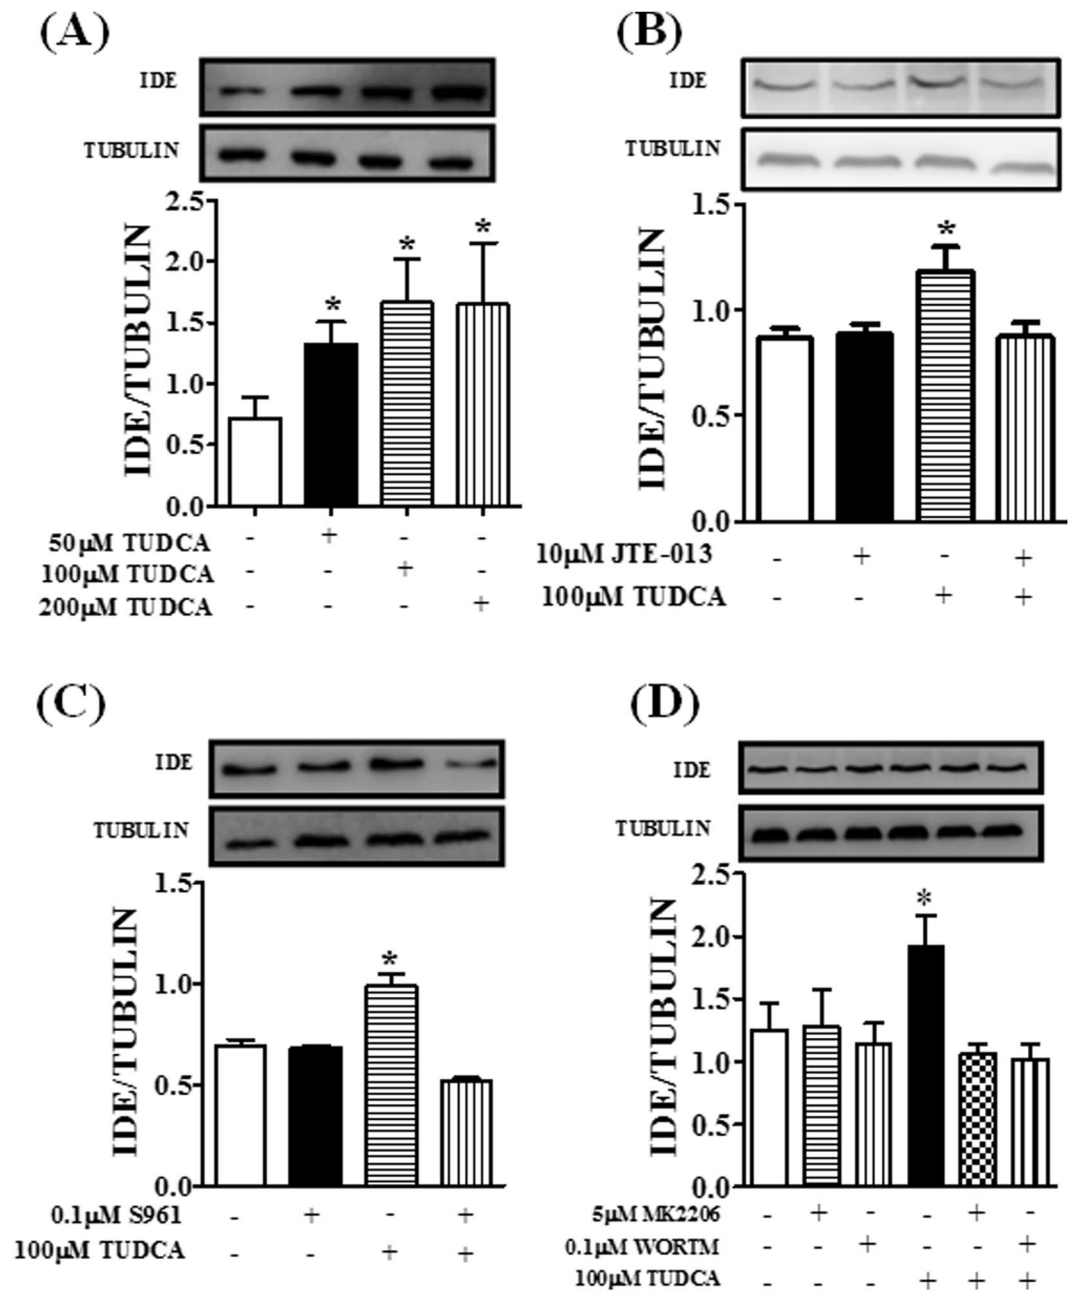 (A)
IDE
TUBULIN
IDE/TUBULIN
2.5
2.0
1.5
1.0
0.5
0.0
* * *
50µM TUDCA - + - -
100µM TUDCA - - + -
200µM TUDCA - - - +
(B)
IDE
TUBULIN
IDE/TUBULIN
1.5
1.0
0.5
0.0
*
10µM JTE-013 - + - +
100µM TUDCA - - + +
(C)
IDE
TUBULIN
IDE/TUBULIN
1.5
1.0
0.5
0.0
*
0.1µM S961 - + - +
100µM TUDCA - - + +
(D)
IDE
TUBULIN
IDE/TUBULIN
2.5
2.0
1.5
1.0
0.5
0.0
*
5µM MK2206 - + - - + -
0.1µM WORTM - - + - - +
100µM TUDCA - - - + + +